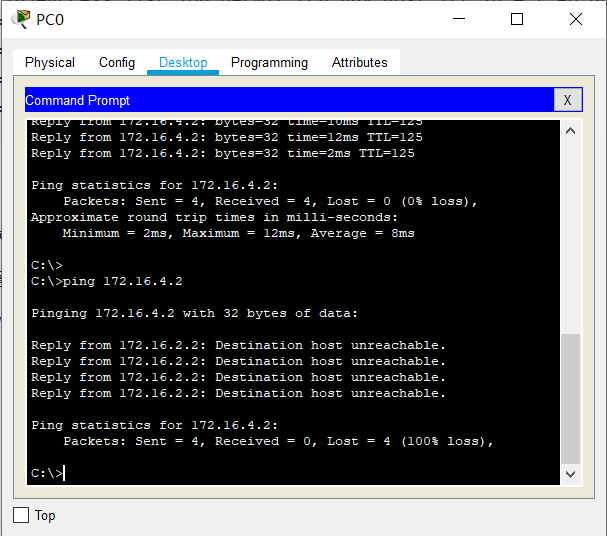 PC0
Physical Config Desktop Programming Attributes
Command Prompt
X
Reply from 172.16.4.2: bytes=32 time=10ms TTL=125
Reply from 172.16.4.2: bytes=32 time=12ms TTL=125
Reply from 172.16.4.2: bytes=32 time=2ms TTL=125
Ping statistics for 172.16.4.2:
Packets: Sent = 4, Received = 4, Lost = 0 (0% loss),
Approximate round trip times in milli-seconds:
Minimum = 2ms, Maximum = 12ms, Average = 8ms
C:\>
C:\>ping 172.16.4.2
Pinging 172.16.4.2 with 32 bytes of data:
Reply from 172.16.2.2: Destination host unreachable.
Reply from 172.16.2.2: Destination host unreachable.
Reply from 172.16.2.2: Destination host unreachable.
Reply from 172.16.2.2: Destination host unreachable.
Ping statistics for 172.16.4.2:
Packets: Sent = 4, Received = 0, Lost = 4 (100% loss),
C:\>
Top